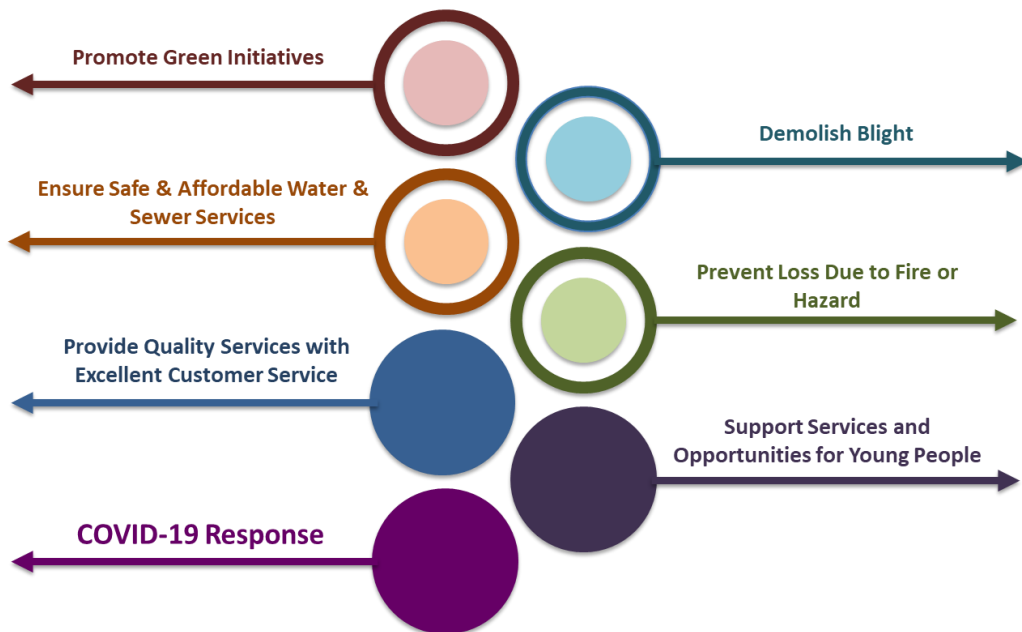 Promote Green Initiatives
Demolish Blight
Ensure Safe & Affordable Water &
Sewer Services
Prevent Loss Due to Fire or
Hazard
Provide Quality Services with
Excellent Customer Service
Support Services and
Opportunities for Young People
COVID-19 Response